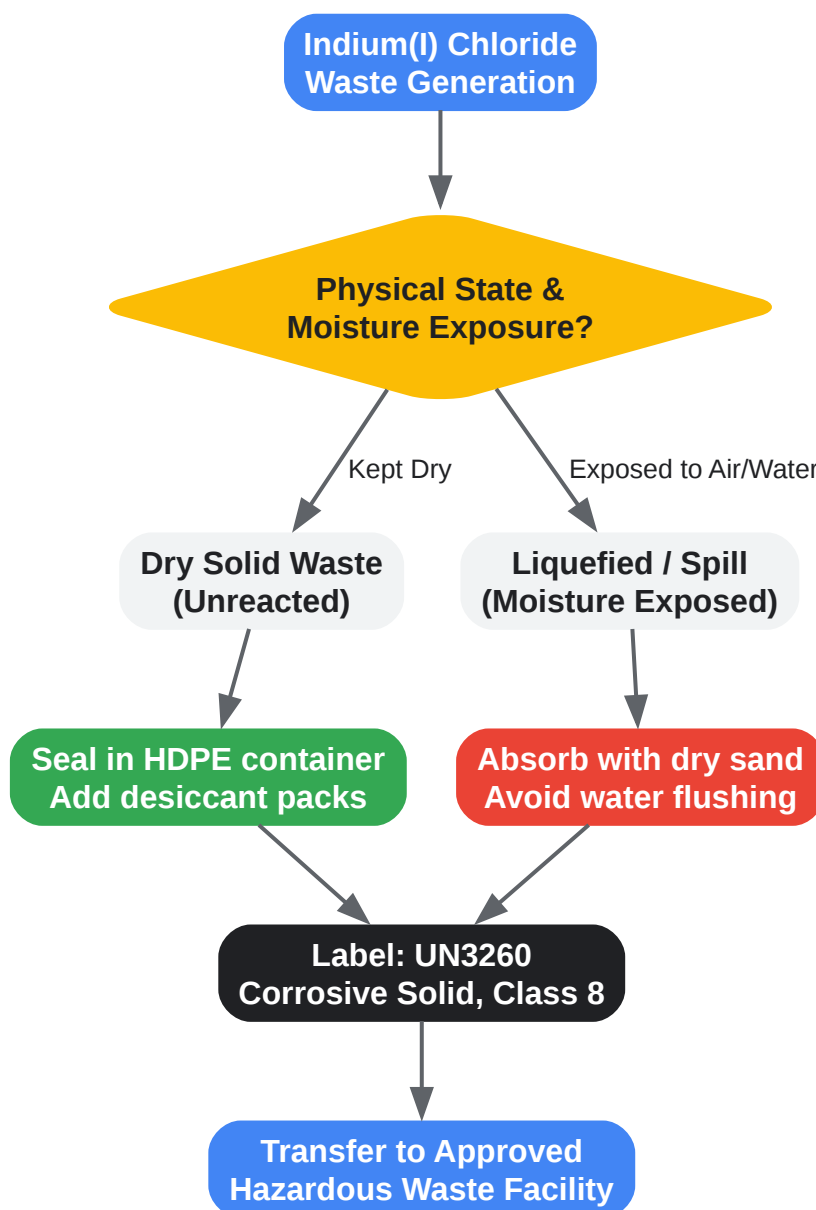 Indium(I) Chloride
Waste Generation
Physical State &
Moisture Exposure?
Kept Dry
Exposed to Air/Water
Dry Solid Waste
(Unreacted)
Liquefied / Spill
(Moisture Exposed)
Seal in HDPE container
Add desiccant packs
Absorb with dry sand
Avoid water flushing
Label: UN3260
Corrosive Solid, Class 8
Transfer to Approved
Hazardous Waste Facility